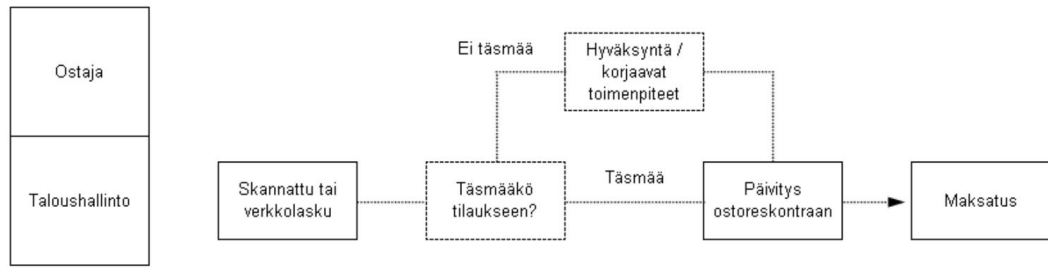 Ostaja
Ei täsmää
Hyväksyntä /
korjaavat
toimenpiteet
Taloushallinto
Skannattu tai
verkkolasku
Täsmääkö
tilaukseen?
Täsmää
Päivitys
ostoreskontraan
Maksatus